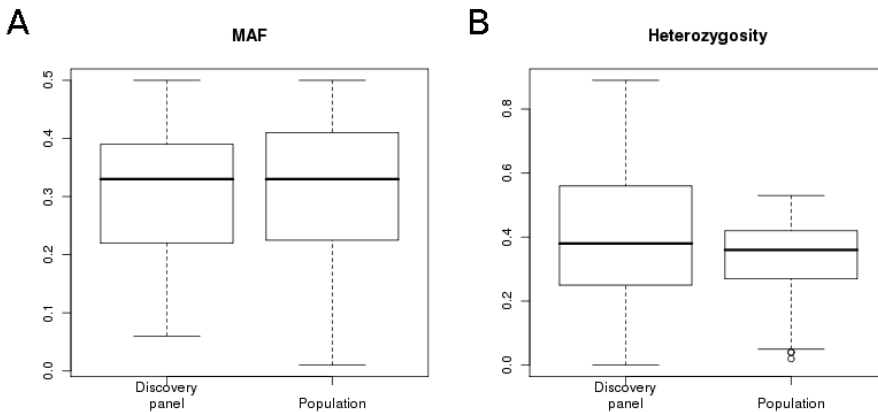 A
MAF
0.5
0.4
0.3
0.2
0.1
0.0
Discovery
panel
Population
B
Heterozygosity
0.8
0.6
0.4
0.2
0.0
Discovery
panel
Population